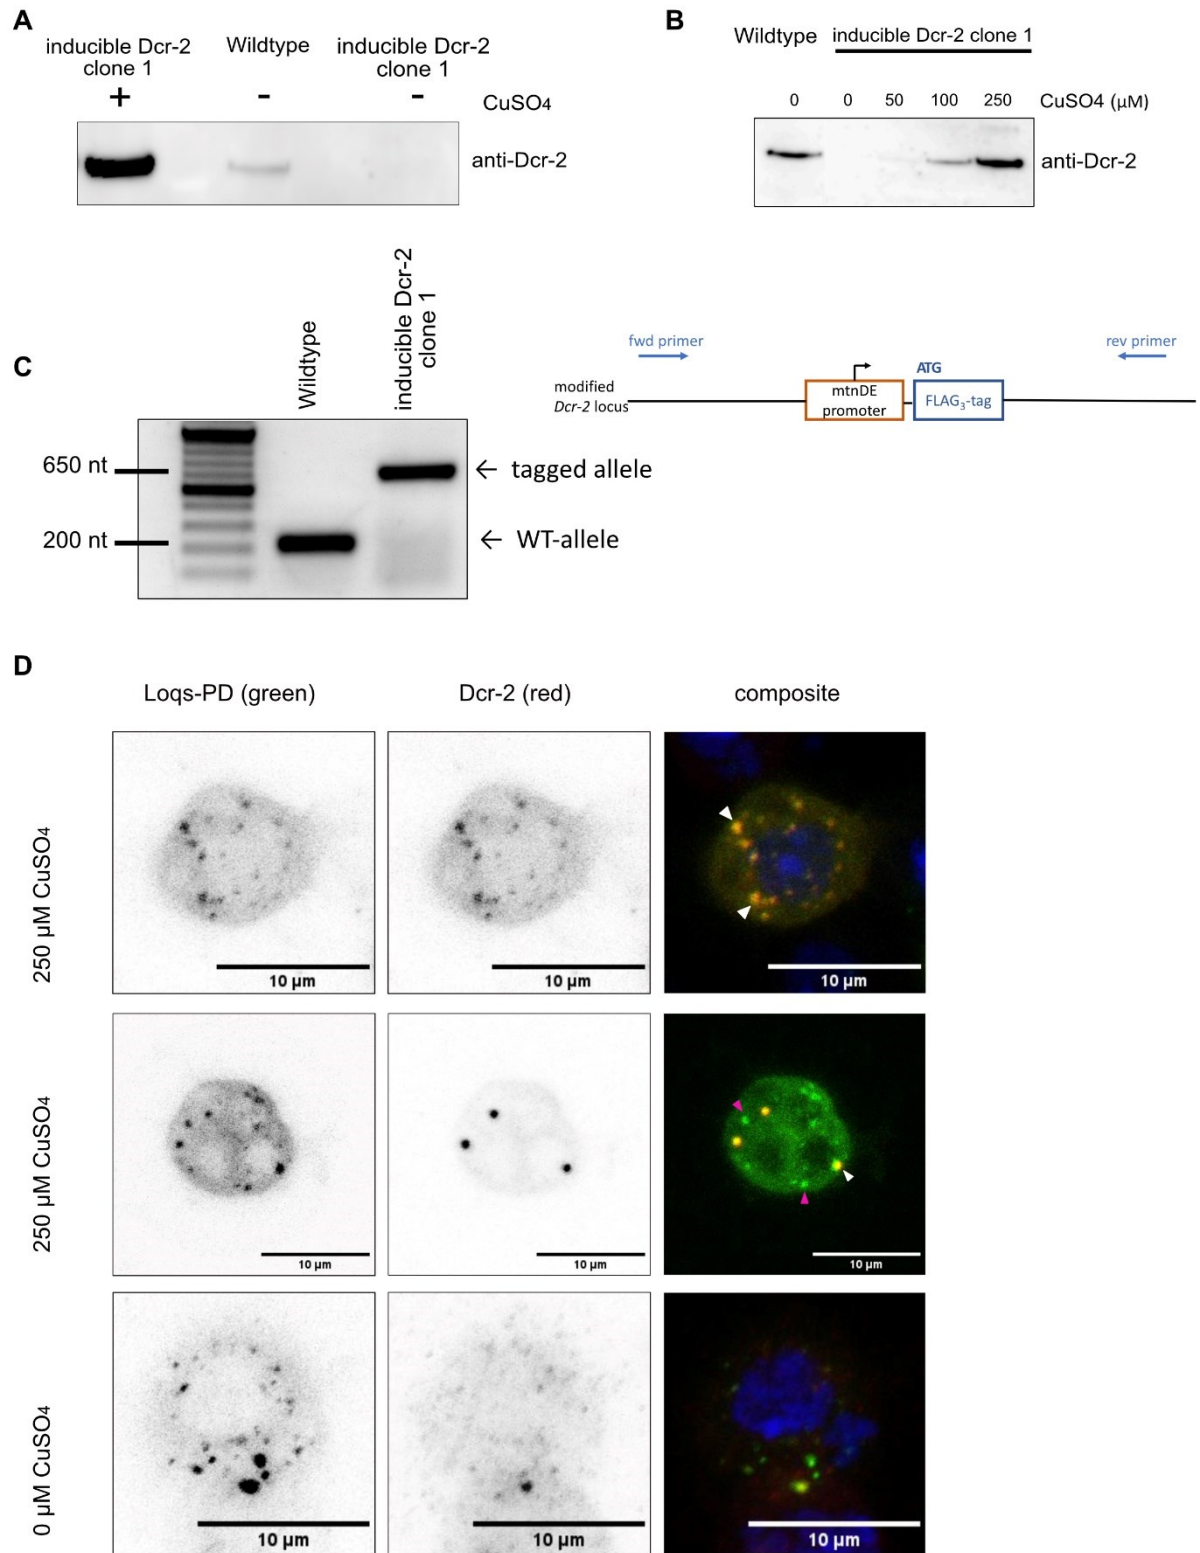 A
inducible Dcr-2
clone 1
Wildtype
inducible Dcr-2
clone 1
+
-
-
CuSO4
anti-Dcr-2
B
Wildtype
inducible Dcr-2 clone 1
0
0
50
100
250
CuSO4 (µM)
anti-Dcr-2
C
Wildtype
inducible Dcr-2
clone 1
650 nt
200 nt
← tagged allele
← WT-allele
fwd primer
rev primer
modified
Dcr-2 locus
mtnDE
promoter
ATG
FLAG3-tag
D
Loqs-PD (green)
Dcr-2 (red)
composite
250 µM CuSO4
10 µm
10 µm
10 µm
250 µM CuSO4
10 µm
10 µm
10 µm
0 µM CuSO4
10 µm
10 µm
10 µm